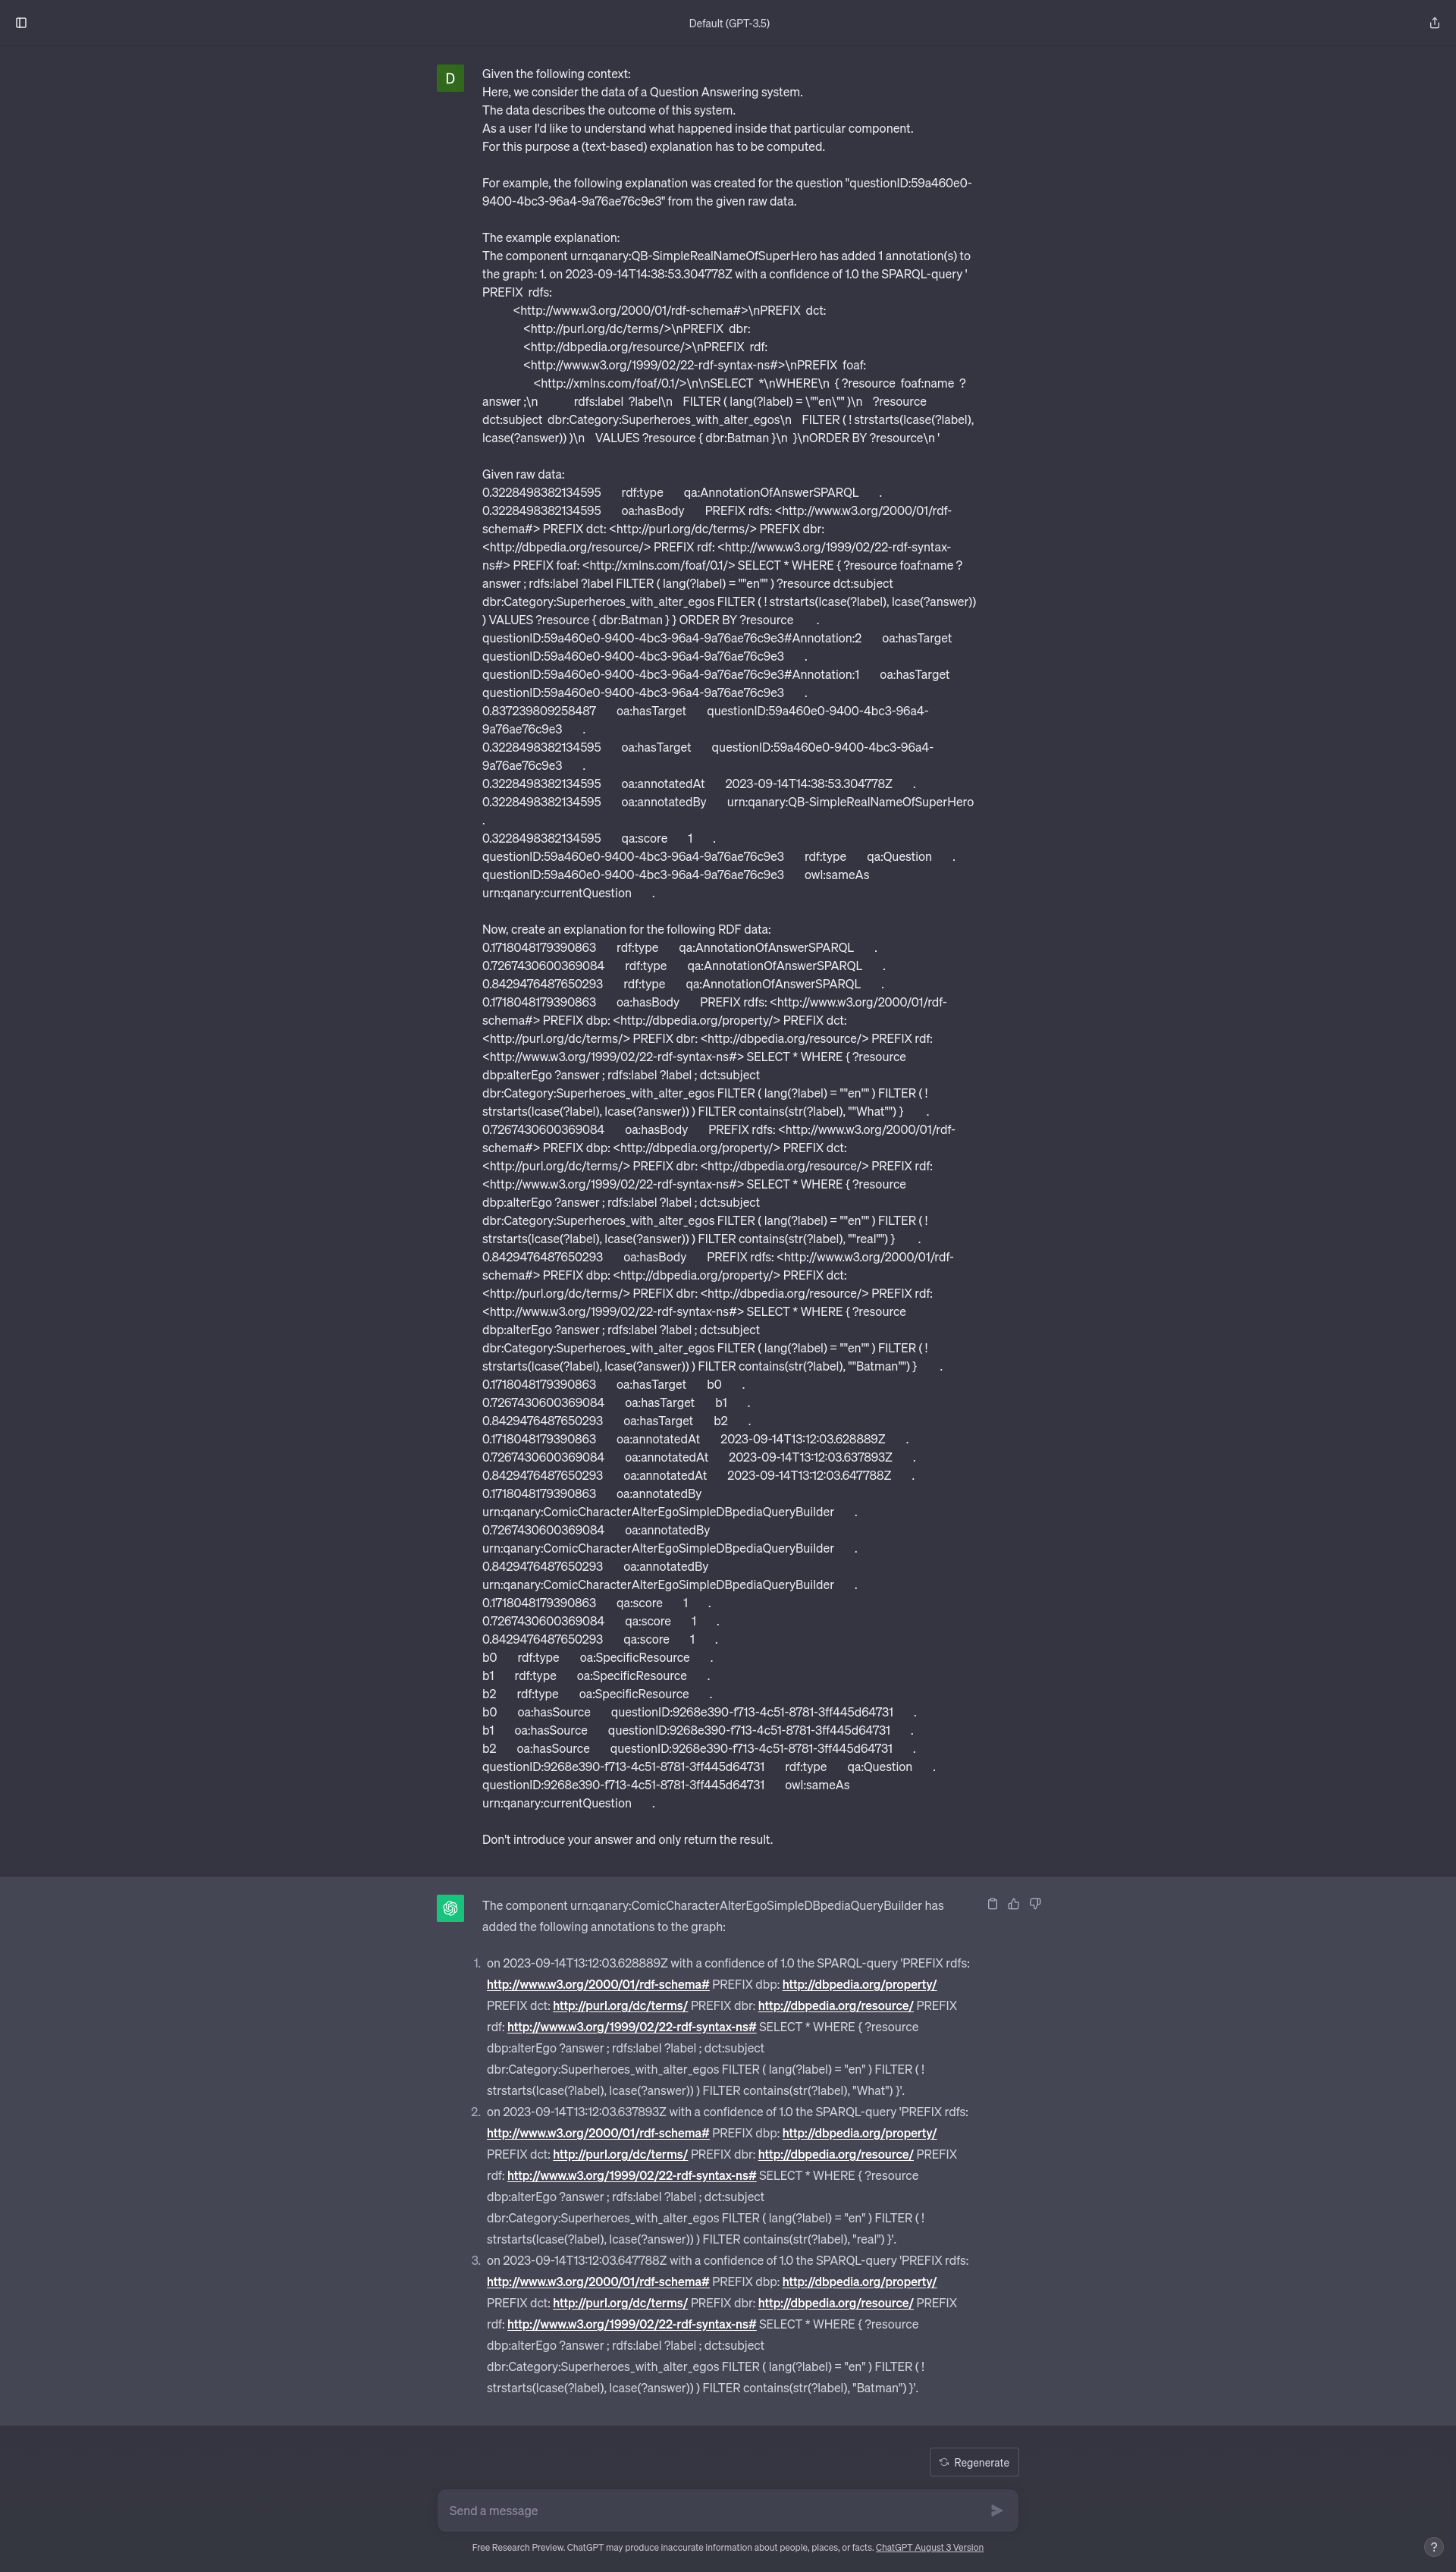 Default (GPT-3.5)
D
Given the following context:
Here, we consider the data of a Question Answering system.
The data describes the outcome of this system.
As a user I'd like to understand what happened inside that particular component.
For this purpose a (text-based) explanation has to be computed.
For example, the following explanation was created for the question "questionID:59a460e0-
9400-4bc3-96a4-9a76ae76c9e3" from the given raw data.
The example explanation:
The component urn:qanary:QB-SimpleRealNameOfSuperHero has added 1 annotation(s) to
the graph: 1. on 2023-09-14T14:38:53.304778Z with a confidence of 1.0 the SPARQL-query '
PREFIX  rdfs:
<http://www.w3.org/2000/01/rdf-schema#>\nPREFIX  dct:
<http://purl.org/dc/terms/>\nPREFIX  dbr:
<http://dbpedia.org/resource/>\nPREFIX  rdf:
<http://www.w3.org/1999/02/22-rdf-syntax-ns#>\nPREFIX  foaf:
<http://xmlns.com/foaf/0.1/>\n\nSELECT  *\nWHERE\n  { ?resource  foaf:name  ?
answer ;\n            rdfs:label  ?label\n    FILTER ( lang(?label) = \""en\"" )\n    ?resource
dct:subject  dbr:Category:Superheroes_with_alter_egos\n    FILTER ( ! strstarts(lcase(?label),
lcase(?answer)) )\n    VALUES ?resource { dbr:Batman }\n  }\nORDER BY ?resource\n '
Given raw data:
0.3228498382134595 rdf:type qa:AnnotationOfAnswerSPARQL .
0.3228498382134595 oa:hasBody PREFIX rdfs: <http://www.w3.org/2000/01/rdf-
schema#> PREFIX dct: <http://purl.org/dc/terms/> PREFIX dbr:
<http://dbpedia.org/resource/> PREFIX rdf: <http://www.w3.org/1999/02/22-rdf-syntax-
ns#> PREFIX foaf: <http://xmlns.com/foaf/0.1/> SELECT * WHERE { ?resource foaf:name ?
answer ; rdfs:label ?label FILTER ( lang(?label) = ""en"" ) ?resource dct:subject
dbr:Category:Superheroes_with_alter_egos FILTER ( ! strstarts(lcase(?label), lcase(?answer))
) VALUES ?resource { dbr:Batman } } ORDER BY ?resource .
questionID:59a460e0-9400-4bc3-96a4-9a76ae76c9e3#Annotation:2 oa:hasTarget
questionID:59a460e0-9400-4bc3-96a4-9a76ae76c9e3 .
questionID:59a460e0-9400-4bc3-96a4-9a76ae76c9e3#Annotation:1 oa:hasTarget
questionID:59a460e0-9400-4bc3-96a4-9a76ae76c9e3 .
0.837239809258487 oa:hasTarget questionID:59a460e0-9400-4bc3-96a4-
9a76ae76c9e3 .
0.3228498382134595 oa:hasTarget questionID:59a460e0-9400-4bc3-96a4-
9a76ae76c9e3 .
0.3228498382134595 oa:annotatedAt 2023-09-14T14:38:53.304778Z .
0.3228498382134595 oa:annotatedBy urn:qanary:QB-SimpleRealNameOfSuperHero
.
0.3228498382134595 qa:score 1 .
questionID:59a460e0-9400-4bc3-96a4-9a76ae76c9e3 rdf:type qa:Question .
questionID:59a460e0-9400-4bc3-96a4-9a76ae76c9e3 owl:sameAs
urn:qanary:currentQuestion .
Now, create an explanation for the following RDF data:
0.1718048179390863 rdf:type qa:AnnotationOfAnswerSPARQL .
0.7267430600369084 rdf:type qa:AnnotationOfAnswerSPARQL .
0.8429476487650293 rdf:type qa:AnnotationOfAnswerSPARQL .
0.1718048179390863 oa:hasBody PREFIX rdfs: <http://www.w3.org/2000/01/rdf-
schema#> PREFIX dbp: <http://dbpedia.org/property/> PREFIX dct:
<http://purl.org/dc/terms/> PREFIX dbr: <http://dbpedia.org/resource/> PREFIX rdf:
<http://www.w3.org/1999/02/22-rdf-syntax-ns#> SELECT * WHERE { ?resource
dbp:alterEgo ?answer ; rdfs:label ?label ; dct:subject
dbr:Category:Superheroes_with_alter_egos FILTER ( lang(?label) = ""en"" ) FILTER ( !
strstarts(lcase(?label), lcase(?answer)) ) FILTER contains(str(?label), ""What"") } .
0.7267430600369084 oa:hasBody PREFIX rdfs: <http://www.w3.org/2000/01/rdf-
schema#> PREFIX dbp: <http://dbpedia.org/property/> PREFIX dct:
<http://purl.org/dc/terms/> PREFIX dbr: <http://dbpedia.org/resource/> PREFIX rdf:
<http://www.w3.org/1999/02/22-rdf-syntax-ns#> SELECT * WHERE { ?resource
dbp:alterEgo ?answer ; rdfs:label ?label ; dct:subject
dbr:Category:Superheroes_with_alter_egos FILTER ( lang(?label) = ""en"" ) FILTER ( !
strstarts(lcase(?label), lcase(?answer)) ) FILTER contains(str(?label), ""real"") } .
0.8429476487650293 oa:hasBody PREFIX rdfs: <http://www.w3.org/2000/01/rdf-
schema#> PREFIX dbp: <http://dbpedia.org/property/> PREFIX dct:
<http://purl.org/dc/terms/> PREFIX dbr: <http://dbpedia.org/resource/> PREFIX rdf:
<http://www.w3.org/1999/02/22-rdf-syntax-ns#> SELECT * WHERE { ?resource
dbp:alterEgo ?answer ; rdfs:label ?label ; dct:subject
dbr:Category:Superheroes_with_alter_egos FILTER ( lang(?label) = ""en"" ) FILTER ( !
strstarts(lcase(?label), lcase(?answer)) ) FILTER contains(str(?label), ""Batman"") } .
0.1718048179390863 oa:hasTarget b0 .
0.7267430600369084 oa:hasTarget b1 .
0.8429476487650293 oa:hasTarget b2 .
0.1718048179390863 oa:annotatedAt 2023-09-14T13:12:03.628889Z .
0.7267430600369084 oa:annotatedAt 2023-09-14T13:12:03.637893Z .
0.8429476487650293 oa:annotatedAt 2023-09-14T13:12:03.647788Z .
0.1718048179390863 oa:annotatedBy
urn:qanary:ComicCharacterAlterEgoSimpleDBpediaQueryBuilder .
0.7267430600369084 oa:annotatedBy
urn:qanary:ComicCharacterAlterEgoSimpleDBpediaQueryBuilder .
0.8429476487650293 oa:annotatedBy
urn:qanary:ComicCharacterAlterEgoSimpleDBpediaQueryBuilder .
0.1718048179390863 qa:score 1 .
0.7267430600369084 qa:score 1 .
0.8429476487650293 qa:score 1 .
b0 rdf:type oa:SpecificResource .
b1 rdf:type oa:SpecificResource .
b2 rdf:type oa:SpecificResource .
b0 oa:hasSource questionID:9268e390-f713-4c51-8781-3ff445d64731 .
b1 oa:hasSource questionID:9268e390-f713-4c51-8781-3ff445d64731 .
b2 oa:hasSource questionID:9268e390-f713-4c51-8781-3ff445d64731 .
questionID:9268e390-f713-4c51-8781-3ff445d64731 rdf:type qa:Question .
questionID:9268e390-f713-4c51-8781-3ff445d64731 owl:sameAs
urn:qanary:currentQuestion .
Don't introduce your answer and only return the result.
The component urn:qanary:ComicCharacterAlterEgoSimpleDBpediaQueryBuilder has
added the following annotations to the graph:
1. on 2023-09-14T13:12:03.628889Z with a confidence of 1.0 the SPARQL-query 'PREFIX rdfs:
http://www.w3.org/2000/01/rdf-schema# PREFIX dbp: http://dbpedia.org/property/
PREFIX dct: http://purl.org/dc/terms/ PREFIX dbr: http://dbpedia.org/resource/ PREFIX
rdf: http://www.w3.org/1999/02/22-rdf-syntax-ns# SELECT * WHERE { ?resource
dbp:alterEgo ?answer ; rdfs:label ?label ; dct:subject
dbr:Category:Superheroes_with_alter_egos FILTER ( lang(?label) = "en" ) FILTER ( !
strstarts(lcase(?label), lcase(?answer)) ) FILTER contains(str(?label), "What") }'.
2. on 2023-09-14T13:12:03.637893Z with a confidence of 1.0 the SPARQL-query 'PREFIX rdfs:
http://www.w3.org/2000/01/rdf-schema# PREFIX dbp: http://dbpedia.org/property/
PREFIX dct: http://purl.org/dc/terms/ PREFIX dbr: http://dbpedia.org/resource/ PREFIX
rdf: http://www.w3.org/1999/02/22-rdf-syntax-ns# SELECT * WHERE { ?resource
dbp:alterEgo ?answer ; rdfs:label ?label ; dct:subject
dbr:Category:Superheroes_with_alter_egos FILTER ( lang(?label) = "en" ) FILTER ( !
strstarts(lcase(?label), lcase(?answer)) ) FILTER contains(str(?label), "real") }'.
3. on 2023-09-14T13:12:03.647788Z with a confidence of 1.0 the SPARQL-query 'PREFIX rdfs:
http://www.w3.org/2000/01/rdf-schema# PREFIX dbp: http://dbpedia.org/property/
PREFIX dct: http://purl.org/dc/terms/ PREFIX dbr: http://dbpedia.org/resource/ PREFIX
rdf: http://www.w3.org/1999/02/22-rdf-syntax-ns# SELECT * WHERE { ?resource
dbp:alterEgo ?answer ; rdfs:label ?label ; dct:subject
dbr:Category:Superheroes_with_alter_egos FILTER ( lang(?label) = "en" ) FILTER ( !
strstarts(lcase(?label), lcase(?answer)) ) FILTER contains(str(?label), "Batman") }'.
Regenerate
Send a message
Free Research Preview. ChatGPT may produce inaccurate information about people, places, or facts. ChatGPT August 3 Version
?